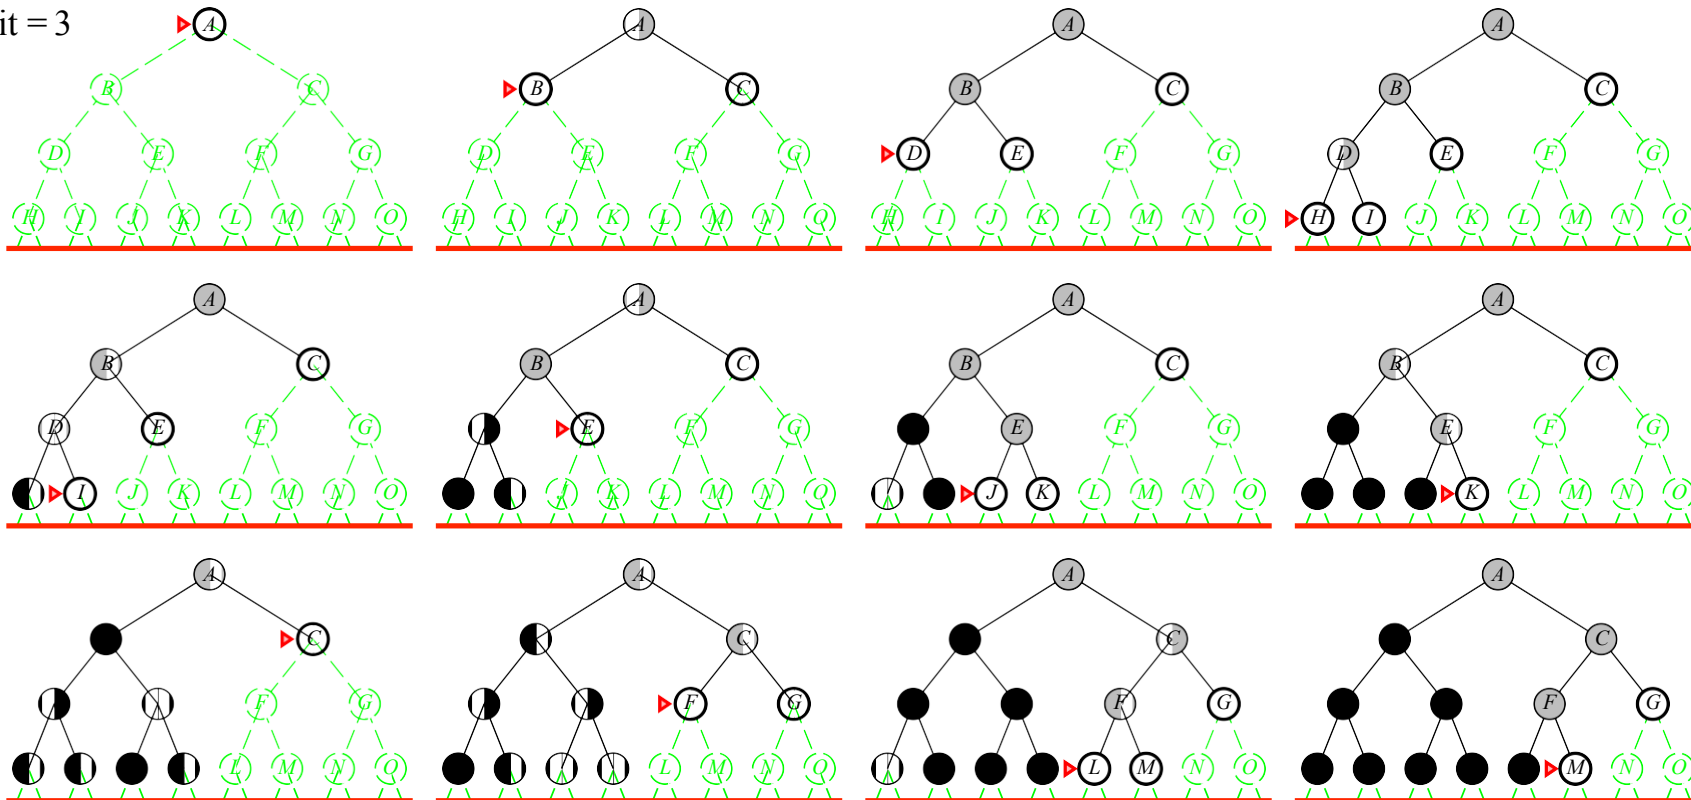 it = 3
A
B C
D E F G
H I J K L M N O
A
B C
D E F G
H I J K L M N O
A
B C
D E F G
H I J K L M N O
A
B C
D E F G
H I J K L M N O
A
B C
D E F G
I J K L M N O
A
B C
E F G
J K L M N O
A
B C
E F G
J K L M N O
A
B C
E F G
K L M N O
A
C
F G
L M N O
A
C
F G
L M N O
A
C
F G
L M N O
A
C
F G
M N O